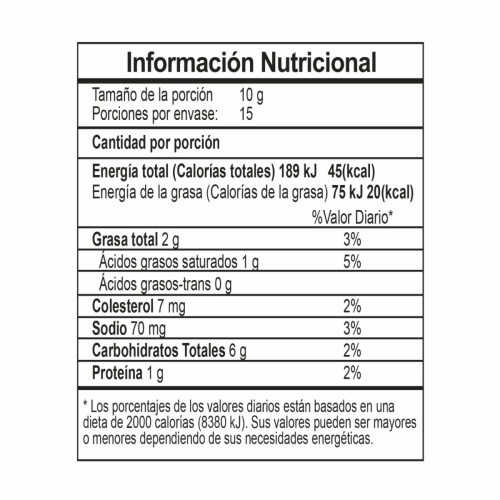 Información Nutricional
Tamaño de la porción 10 g
Porciones por envase: 15
Cantidad por porción
Energía total (Calorías totales) 189 kJ 45(kcal)
Energía de la grasa (Calorías de la grasa) 75 kJ 20(kcal)
%Valor Diario*
Grasa total 2 g 3%
Ácidos grasos saturados 1 g 5%
Ácidos grasos-trans 0 g
Colesterol 7 mg 2%
Sodio 70 mg 3%
Carbohidratos Totales 6 g 2%
Proteína 1 g 2%
* Los porcentajes de los valores diarios están basados en una
dieta de 2000 calorías (8380 kJ). Sus valores pueden ser mayores
o menores dependiendo de sus necesidades energéticas.